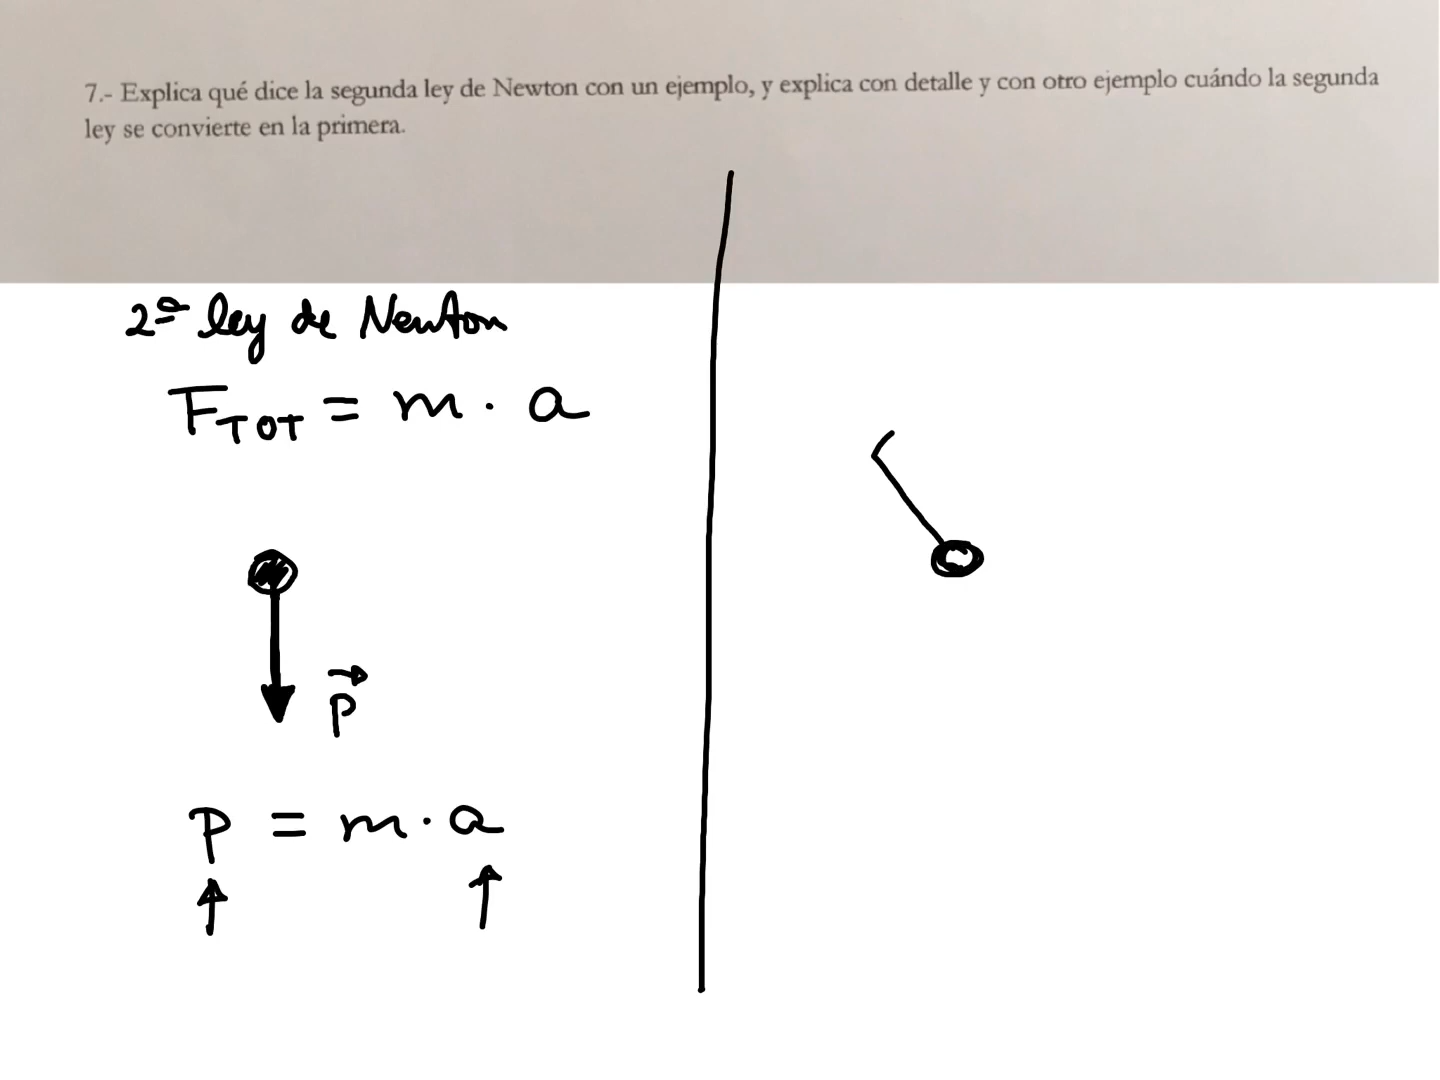 7.- Explica qué dice la segunda ley de Newton con un ejemplo, y explica con detalle y con otro ejemplo cuándo la segunda
ley se convierte en la primera.
2ª ley de Newton
F_TOT = m · a
P
P = m · a